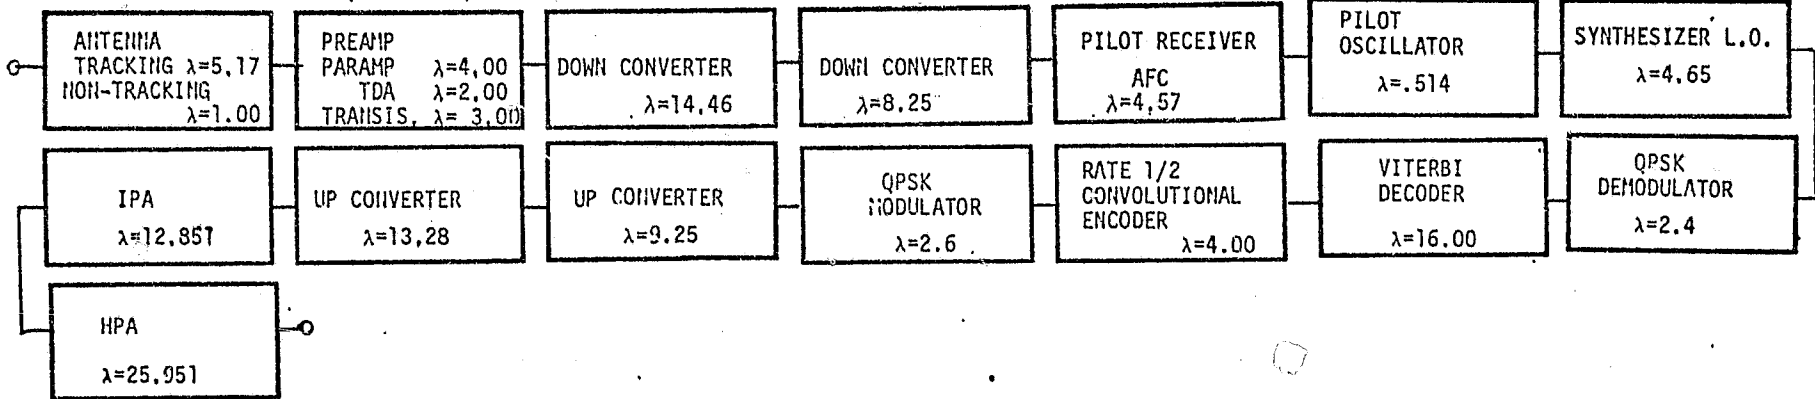 ANTENNA
TRACKING λ=5.17
NON-TRACKING
λ=1.00
PREAMP
PARAMP λ=4.00
TDA λ=2.00
TRANSIS. λ= 3.00
DOWN CONVERTER
λ=14.46
DOWN CONVERTER
λ=8.25
PILOT RECEIVER
AFC
λ=4.57
PILOT
OSCILLATOR
λ=.514
SYNTHESIZER L.O.
λ=4.65
IPA
λ=12.851
UP CONVERTER
λ=13.28
UP CONVERTER
λ=9.25
QPSK
MODULATOR
λ=2.6
RATE 1/2
CONVOLUTIONAL
ENCODER
λ=4.00
VITERBI
DECODER
λ=16.00
QPSK
DEMODULATOR
λ=2.4
HPA
λ=25.951